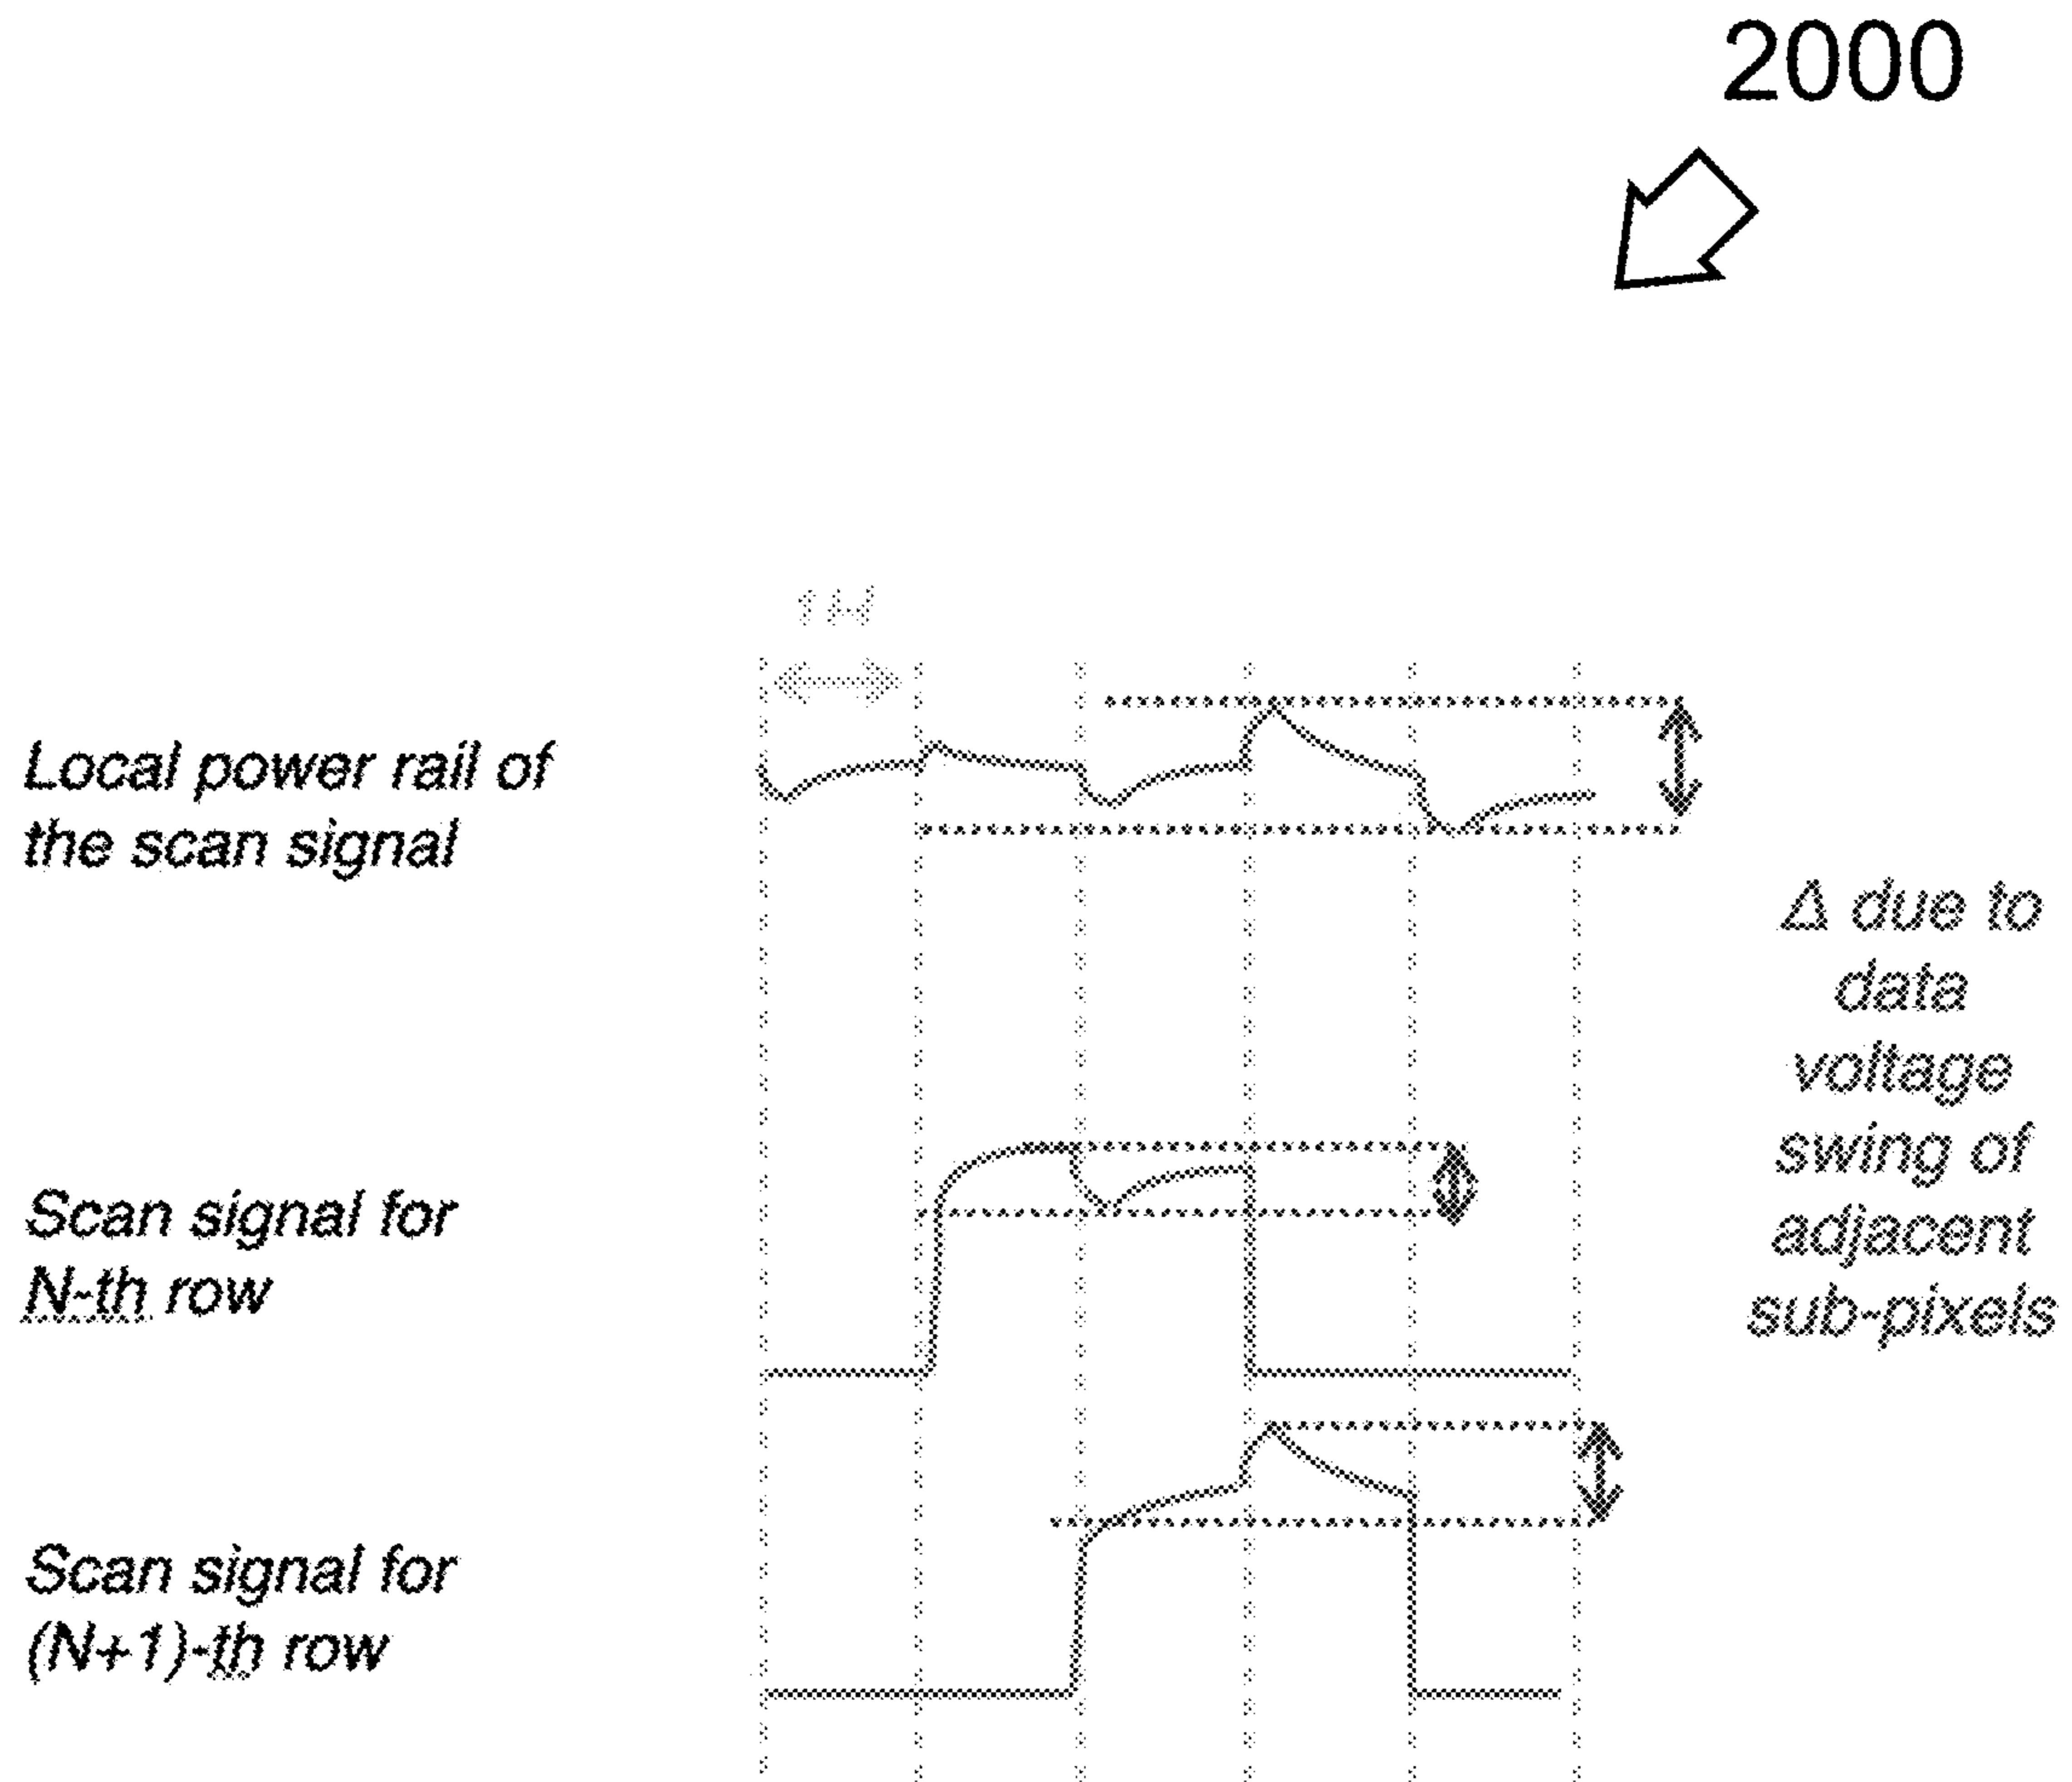 2000
1H
Local power rail of
the scan signal
Δ due to
data
voltage
swing of
adjacent
sub-pixels
Scan signal for
N-th row
Scan signal for
(N+1)-th row